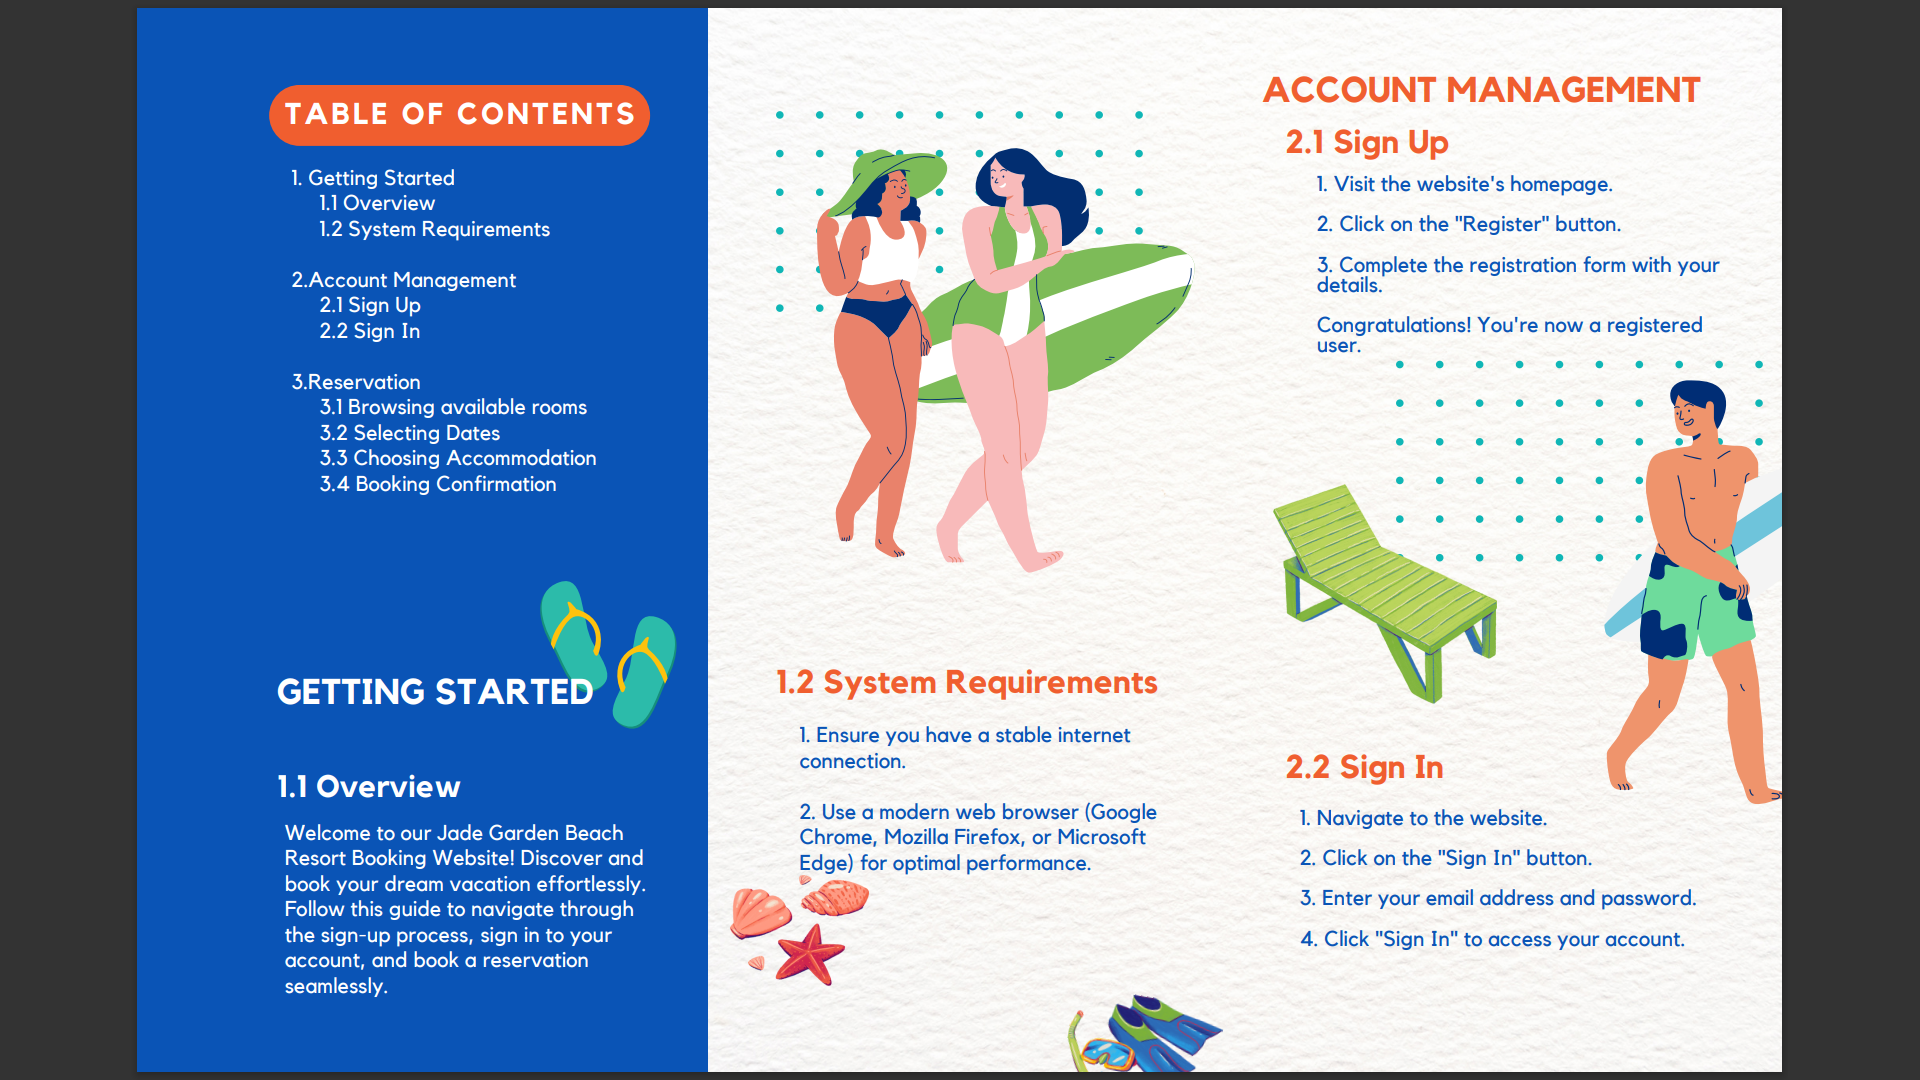 TABLE OF CONTENTS
1. Getting Started
1.1 Overview
1.2 System Requirements
2.Account Management
2.1 Sign Up
2.2 Sign In
3.Reservation
3.1 Browsing available rooms
3.2 Selecting Dates
3.3 Choosing Accommodation
3.4 Booking Confirmation
GETTING STARTED
1.1 Overview
Welcome to our Jade Garden Beach
Resort Booking Website! Discover and
book your dream vacation effortlessly.
Follow this guide to navigate through
the sign-up process, sign in to your
account, and book a reservation
seamlessly.
1.2 System Requirements
1. Ensure you have a stable internet
connection.
2. Use a modern web browser (Google
Chrome, Mozilla Firefox, or Microsoft
Edge) for optimal performance.
ACCOUNT MANAGEMENT
2.1 Sign Up
1. Visit the website's homepage.
2. Click on the "Register" button.
3. Complete the registration form with your
details.
Congratulations! You're now a registered
user.
2.2 Sign In
1. Navigate to the website.
2. Click on the "Sign In" button.
3. Enter your email address and password.
4. Click "Sign In" to access your account.